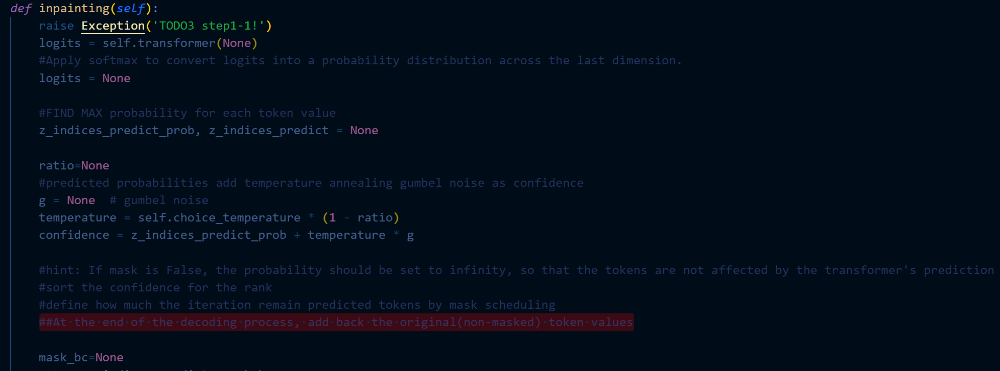 def inpainting(self):
raise Exception('TODO3 step1-1!')
logits = self.transformer(None)
#Apply softmax to convert logits into a probability distribution across the last dimension.
logits = None
#FIND MAX probability for each token value
z_indices_predict_prob, z_indices_predict = None
ratio=None
#predicted probabilities add temperature annealing gumbel noise as confidence
g = None  # gumbel noise
temperature = self.choice_temperature * (1 - ratio)
confidence = z_indices_predict_prob + temperature * g
#hint: If mask is False, the probability should be set to infinity, so that the tokens are not affected by the transformer's prediction
#sort the confidence for the rank
#define how much the iteration remain predicted tokens by mask scheduling
##At the end of the decoding process, add back the original(non-masked) token values
mask_bc=None